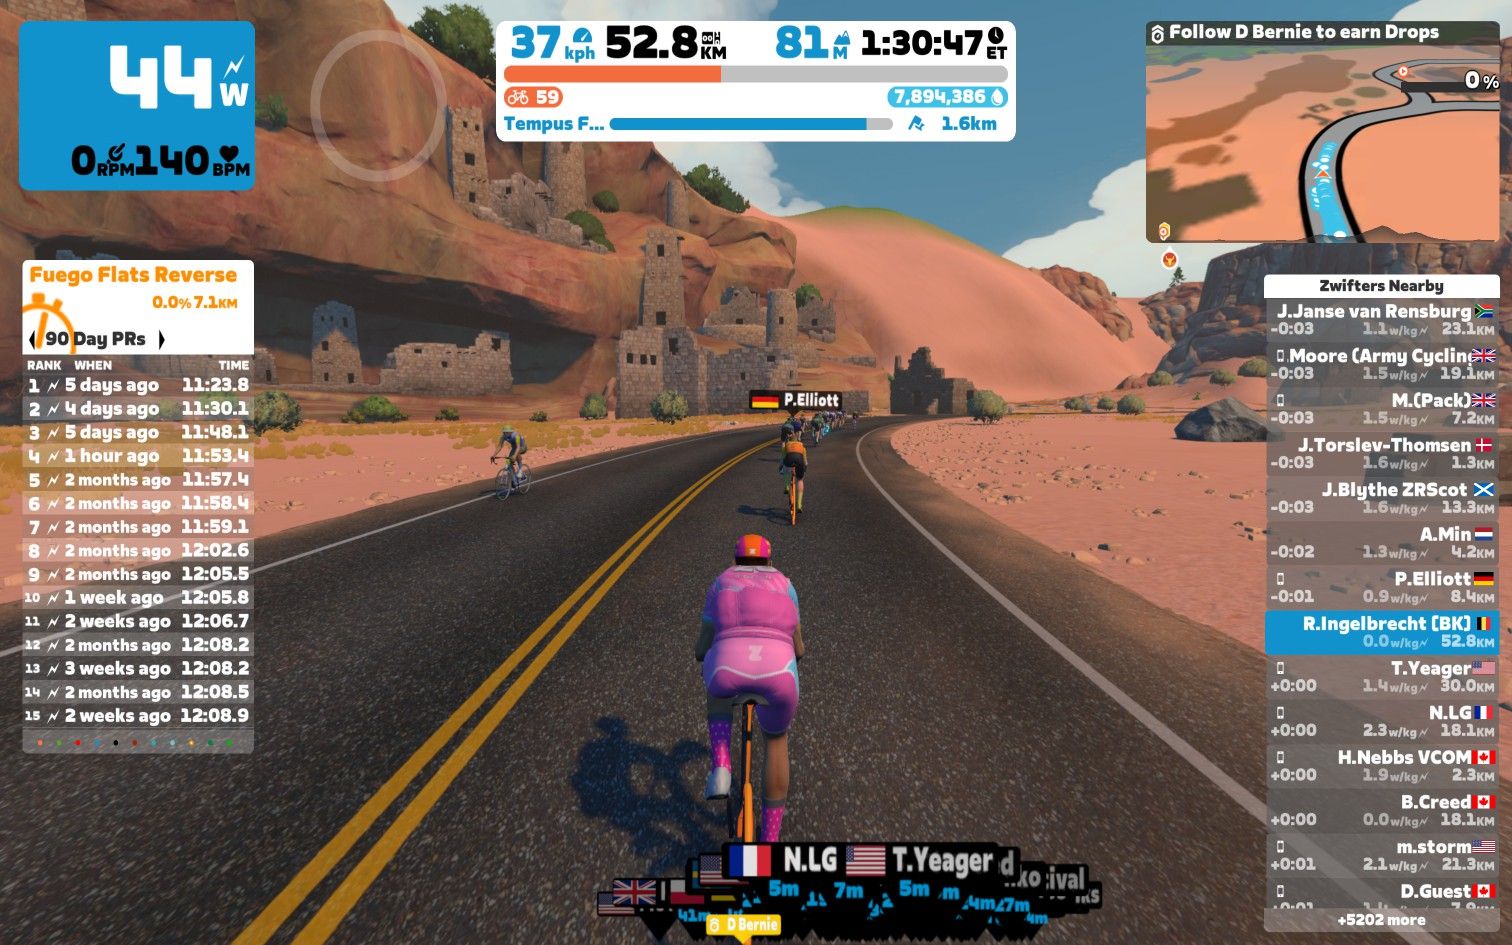 44 W
0 RPM 140 BPM
37 kph 52.8 KM 81 M 1:30:47 ET
59 7,894,386
Tempus F... 1.6km
Follow D Bernie to earn Drops
0 %
Fuego Flats Reverse
0.0% 7.1KM
90 Day PRs
RANK WHEN TIME
1 5 days ago 11:23.8
2 4 days ago 11:30.1
3 5 days ago 11:48.1
4 1 hour ago 11:53.4
5 2 months ago 11:57.4
6 2 months ago 11:58.4
7 2 months ago 11:59.1
8 2 months ago 12:02.6
9 2 months ago 12:05.5
10 1 week ago 12:05.8
11 2 weeks ago 12:06.7
12 2 months ago 12:08.2
13 3 weeks ago 12:08.2
14 2 months ago 12:08.5
15 2 weeks ago 12:08.9
P.Elliott
Z
Zwifters Nearby
J.Janse van Rensburg
-0:03 1.1w/kg 23.1KM
Moore (Army Cyclin
-0:03 1.5w/kg 19.1KM
M.(Pack)
-0:03 1.5w/kg 7.2KM
J.Torslev-Thomsen
-0:03 1.6w/kg 1.3KM
J.Blythe ZRScot
-0:03 1.6w/kg 13.3KM
A.Min
-0:02 1.3w/kg 4.2KM
P.Elliott
-0:01 0.9w/kg 8.4KM
R.Ingelbrecht (BK)
0.0w/kg 52.8KM
T.Yeager
+0:00 1.4w/kg 30.0KM
N.LG
+0:00 2.3w/kg 18.1KM
H.Nebbs VCOM
+0:00 1.9w/kg 2.3KM
B.Creed
+0:00 0.0w/kg 18.1KM
m.storm
+0:01 2.1w/kg 21.3KM
D.Guest
+5202 more
N.LG T.Yeager
5m 7m 5m
41m 4m 7m 4m
D Bernie